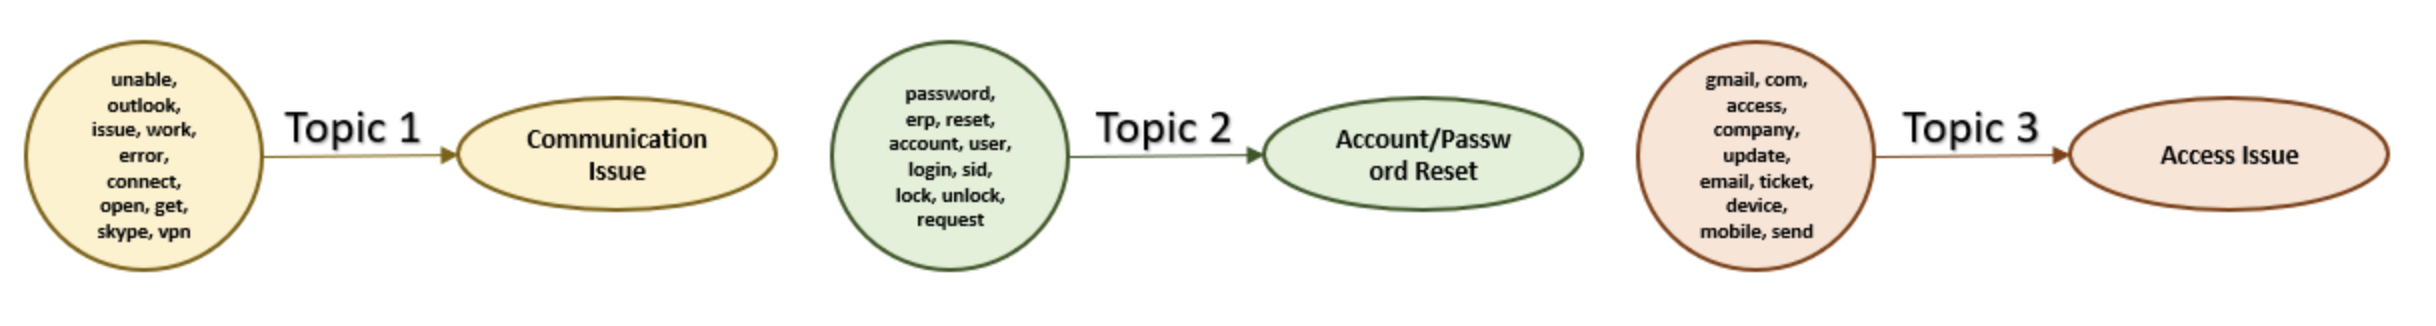 unable,
outlook,
issue, work,
error,
connect,
open, get,
skype, vpn
Topic 1
Communication
Issue
password,
erp, reset,
account, user,
login, sid,
lock, unlock,
request
Topic 2
Account/Passw
ord Reset
gmail, com,
access,
company,
update,
email, ticket,
device,
mobile, send
Topic 3
Access Issue